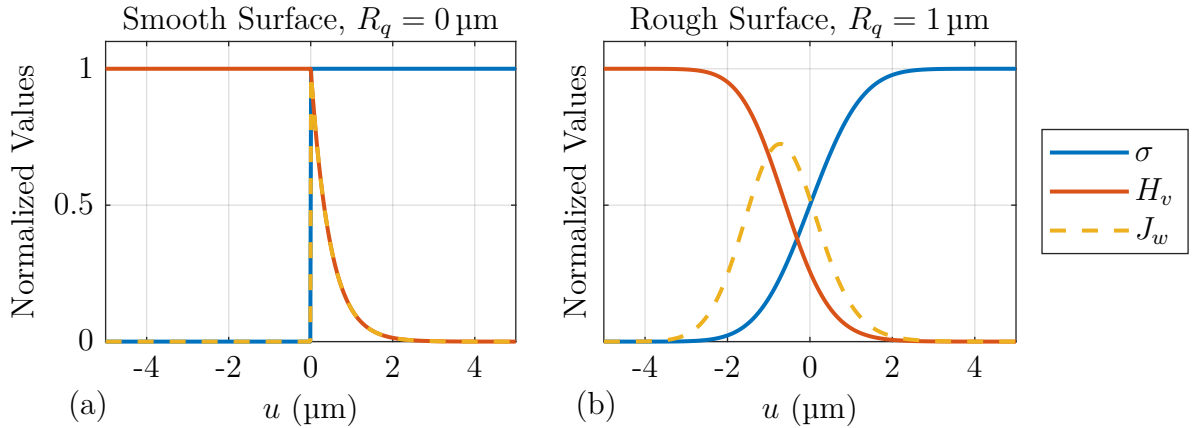 Smooth Surface, R_q = 0 µm
Normalized Values
1
0.5
0
-4 -2 0 2 4
(a) u (µm)
Rough Surface, R_q = 1 µm
Normalized Values
-4 -2 0 2 4
(b) u (µm)
σ
H_v
J_w